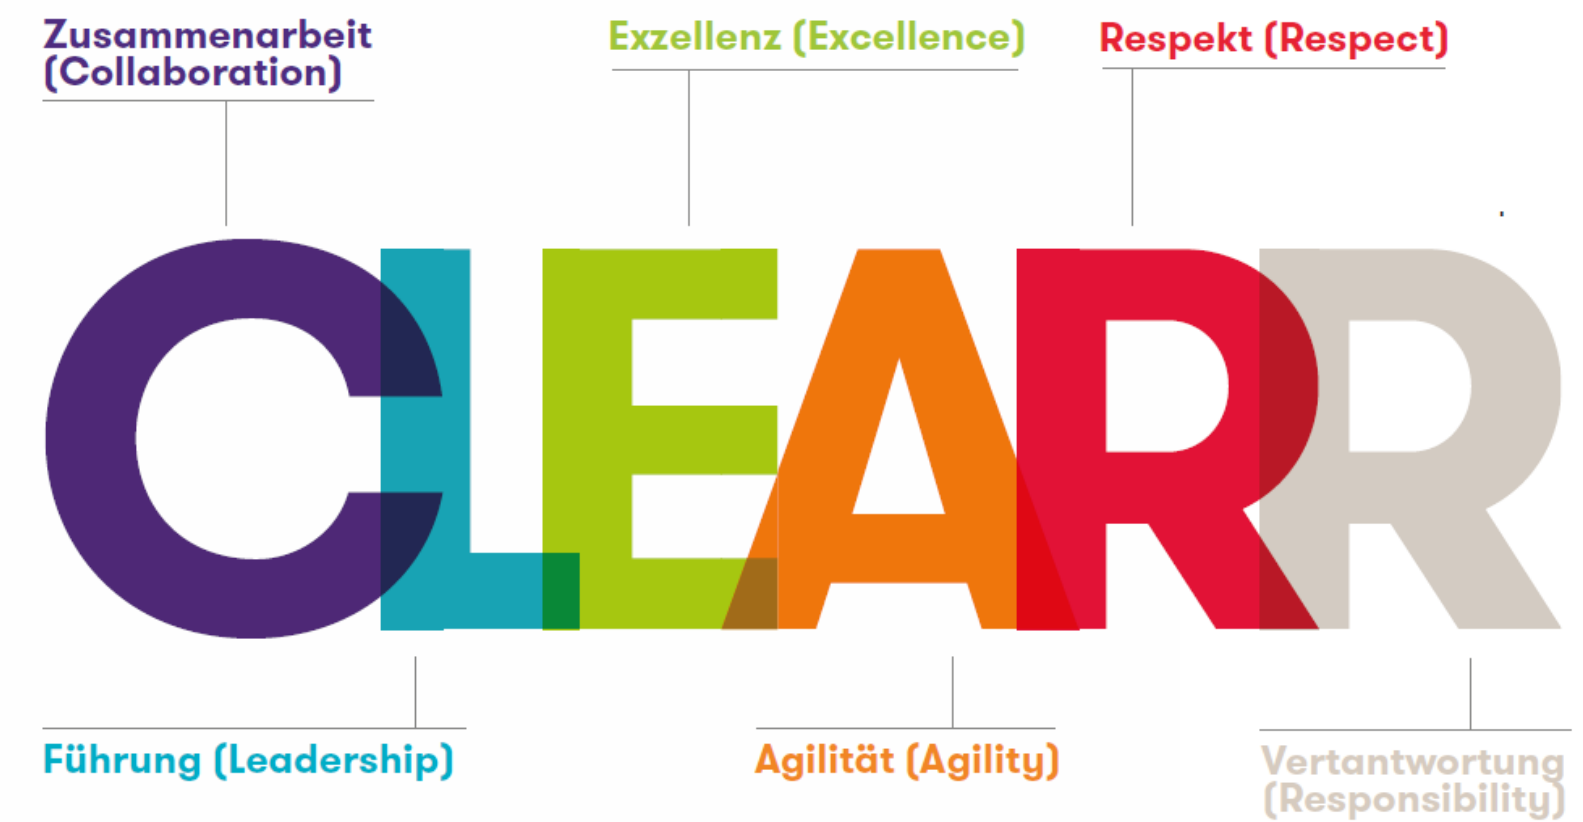 Zusammenarbeit
(Collaboration)
Exzellenz (Excellence)
Respekt (Respect)
CLEARR
Führung (Leadership)
Agilität (Agility)
Vertantwortung
(Responsibility)